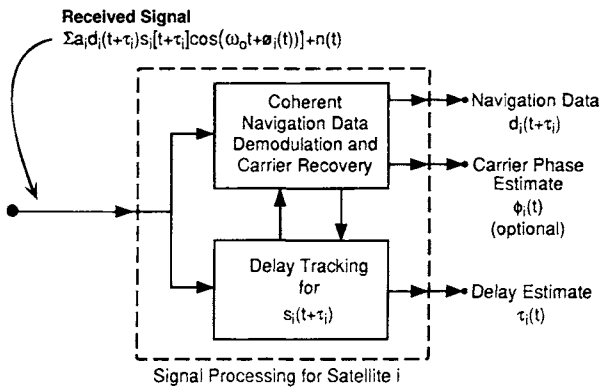 Received Signal
Σaᵢdᵢ(t+τᵢ)sᵢ[t+τᵢ]cos(ω₀t+øᵢ(t))]+n(t)
Coherent
Navigation Data
Demodulation and
Carrier Recovery
Navigation Data
dᵢ(t+τᵢ)
Carrier Phase
Estimate
ϕᵢ(t)
(optional)
Delay Tracking
for
sᵢ(t+τᵢ)
Delay Estimate
τᵢ(t)
Signal Processing for Satellite i